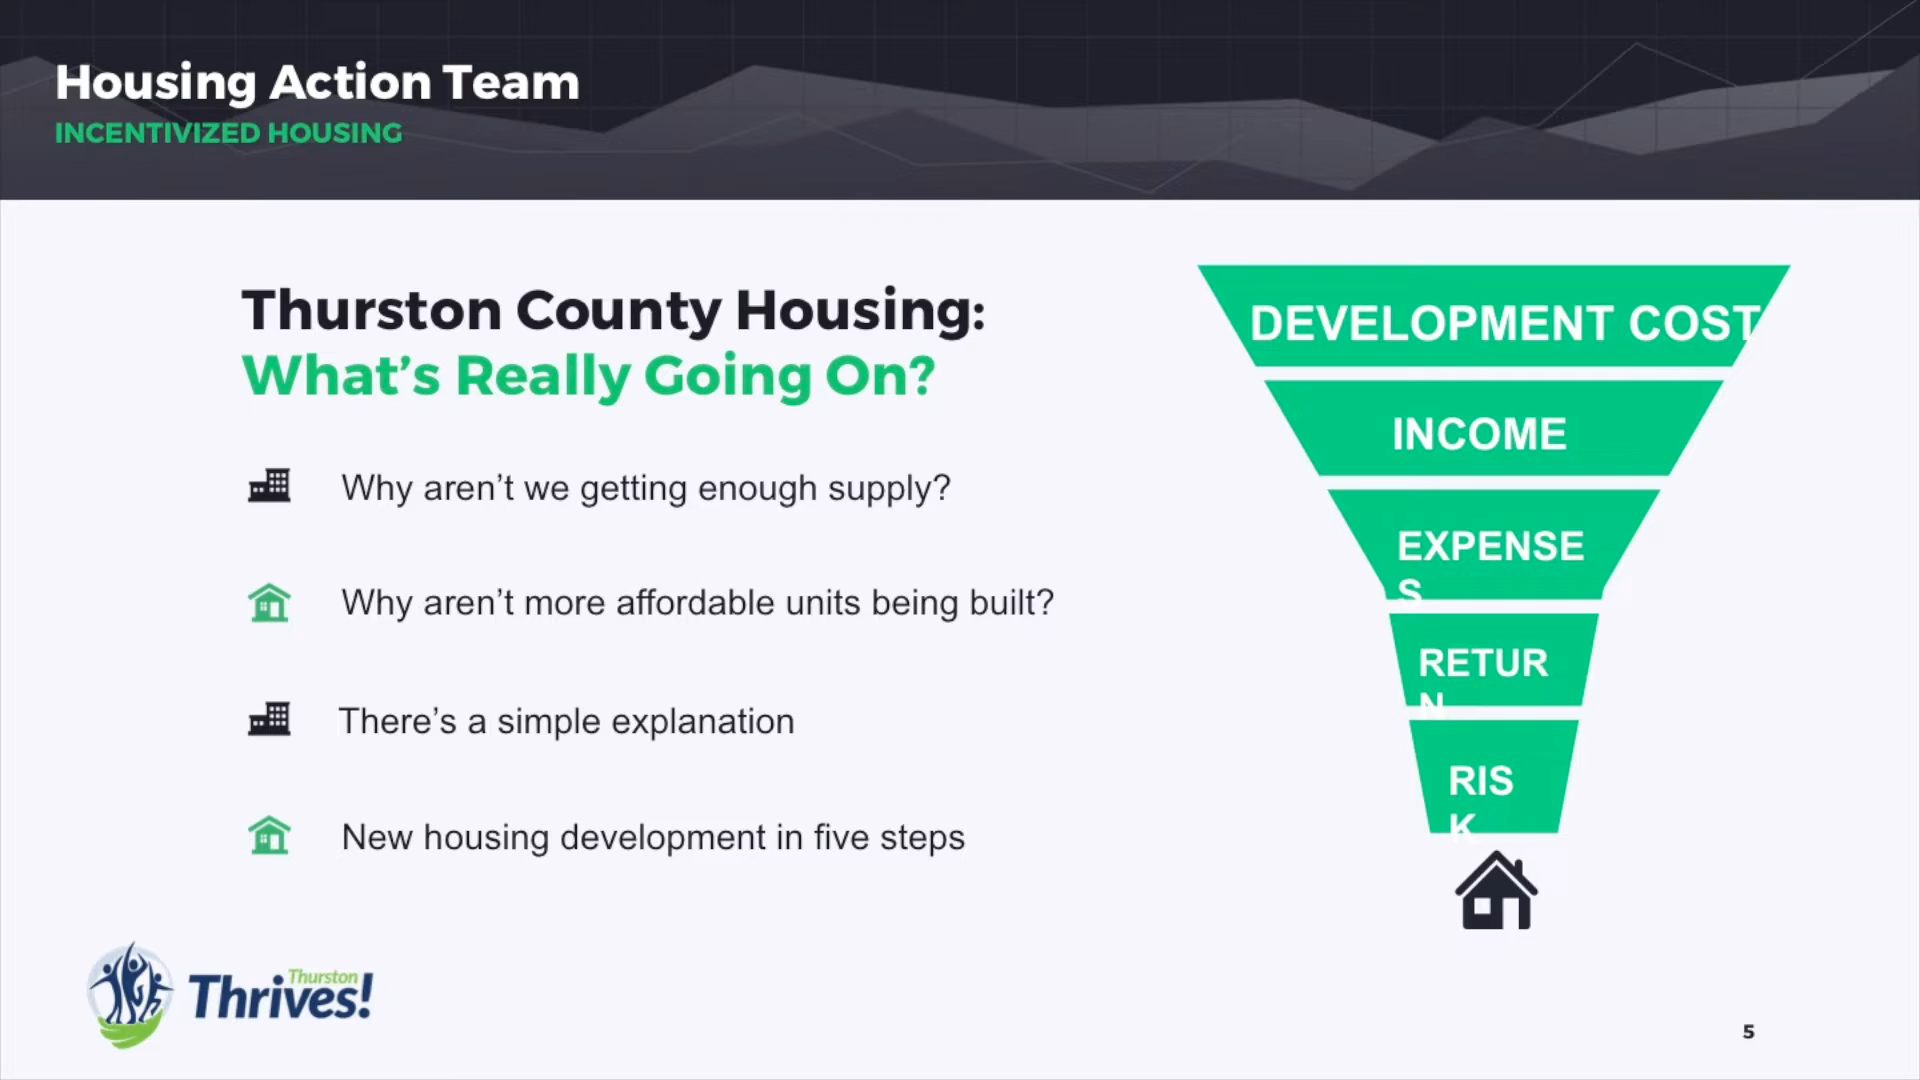 Housing Action Team
INCENTIVIZED HOUSING
Thurston County Housing:
What’s Really Going On?
Why aren’t we getting enough supply?
Why aren’t more affordable units being built?
There’s a simple explanation
New housing development in five steps
DEVELOPMENT COST
INCOME
EXPENSE
S
RETUR
N
RIS
K
Thurston
Thrives!
5